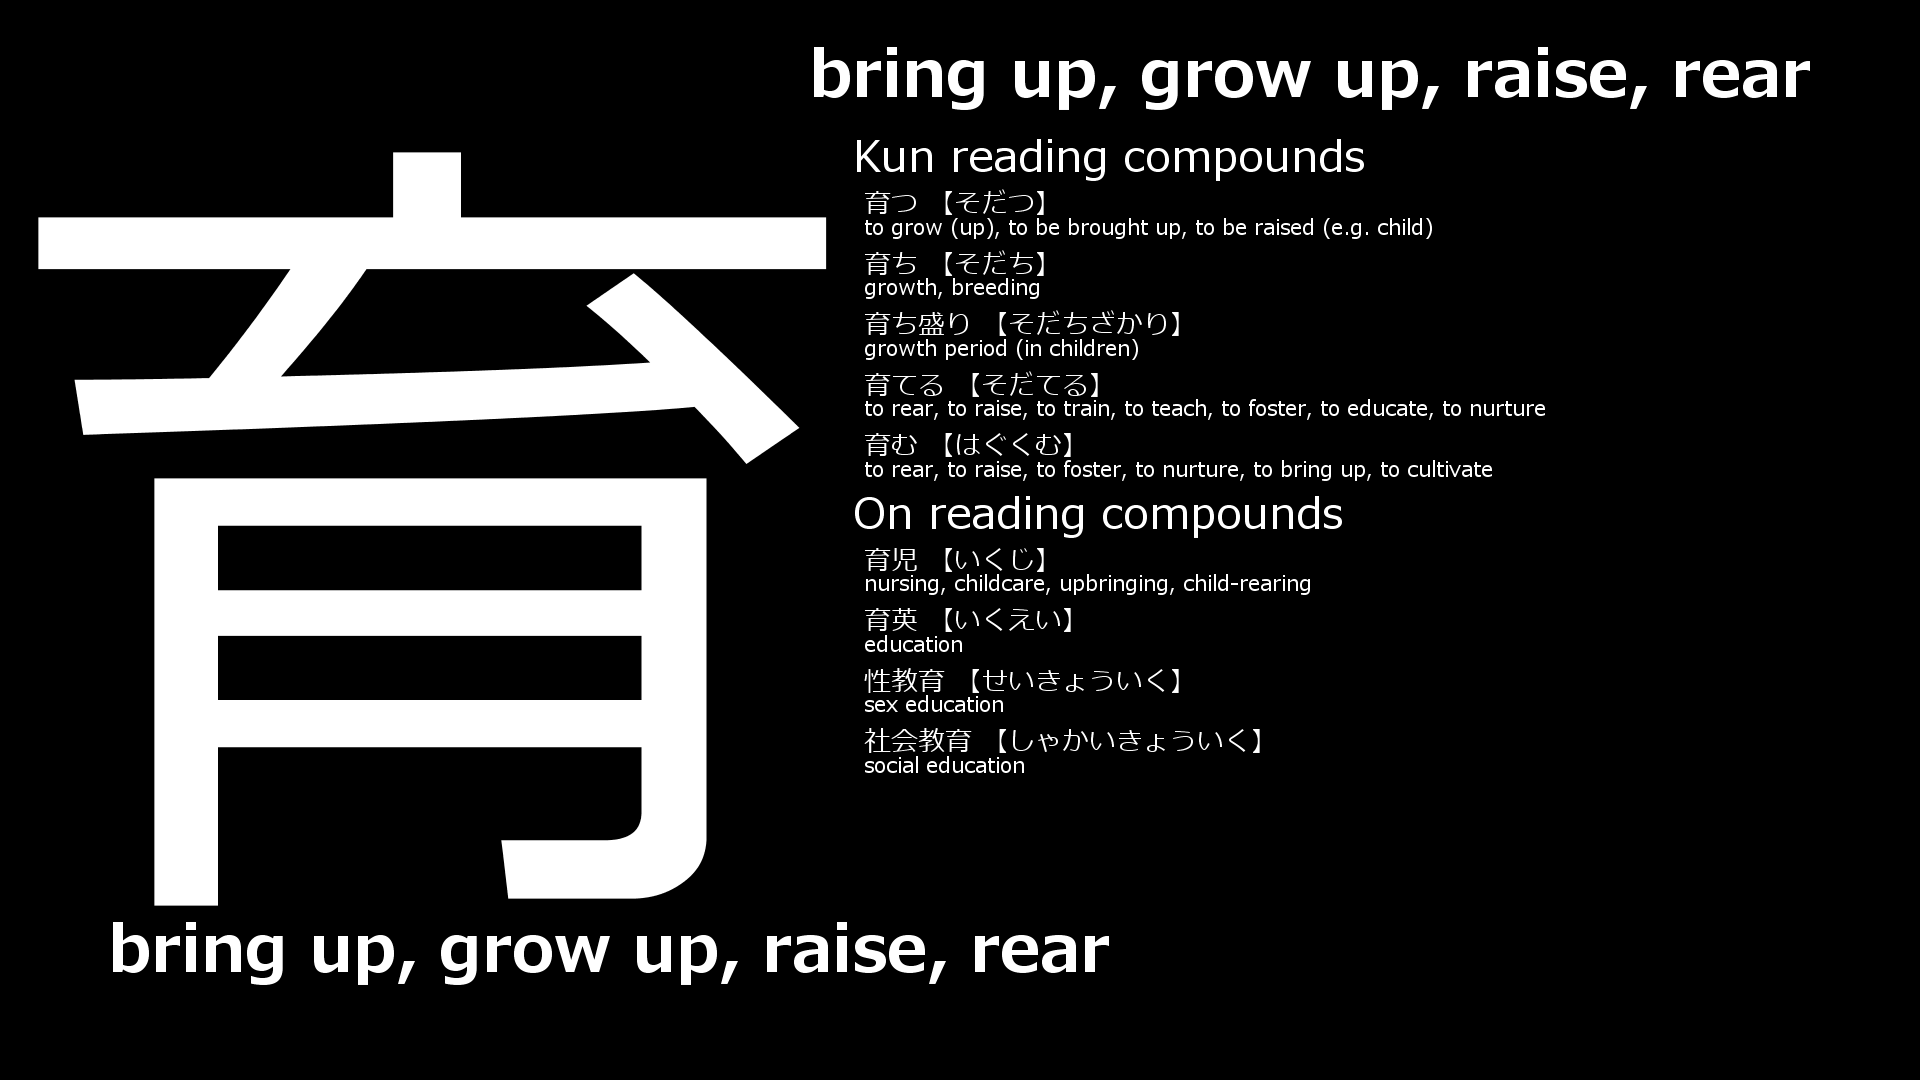 育
bring up, grow up, raise, rear
Kun reading compounds
育つ 【そだつ】
to grow (up), to be brought up, to be raised (e.g. child)
育ち 【そだち】
growth, breeding
育ち盛り 【そだちざかり】
growth period (in children)
育てる 【そだてる】
to rear, to raise, to train, to teach, to foster, to educate, to nurture
育む 【はぐくむ】
to rear, to raise, to foster, to nurture, to bring up, to cultivate
On reading compounds
育児 【いくじ】
nursing, childcare, upbringing, child-rearing
育英 【いくえい】
education
性教育 【せいきょういく】
sex education
社会教育 【しゃかいきょういく】
social education
bring up, grow up, raise, rear